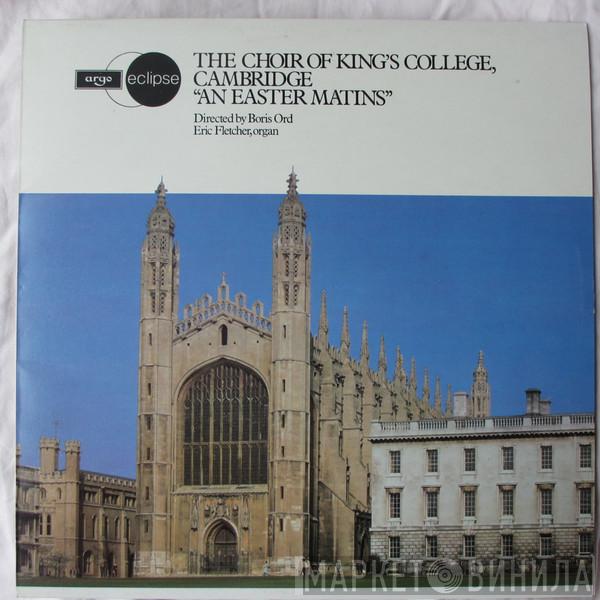 argo eclipse
THE CHOIR OF KING'S COLLEGE,
CAMBRIDGE
"AN EASTER MATINS"
Directed by Boris Ord
Eric Fletcher, organ
МАРКЕТ ВИНИЛА